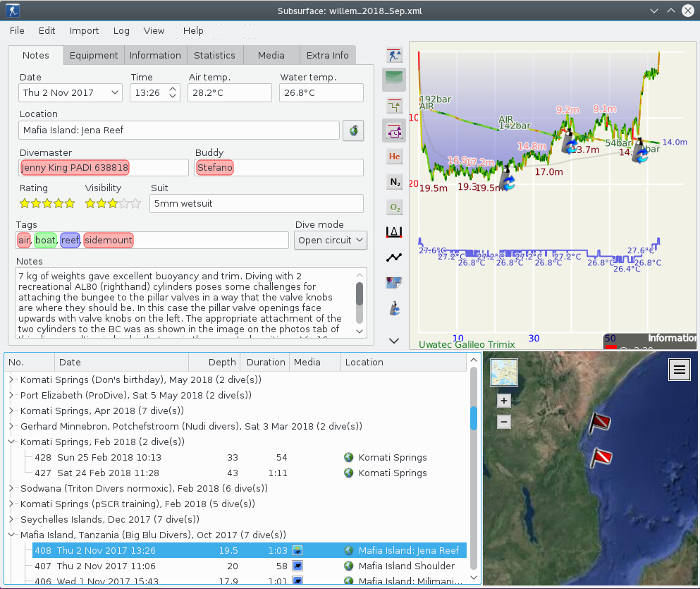 Subsurface: willem_2018_Sep.xml
File Edit Import Log View Help
Notes Equipment Information Statistics Media Extra Info
Date Time Air temp. Water temp.
Thu 2 Nov 2017 13:26 28.2°C 26.8°C
Location
Mafia Island: Jena Reef
Divemaster Buddy
Jenny King PADI 638818 Stefano
Rating Visibility Suit
5mm wetsuit
Tags Dive mode
air, boat, reef, sidemount Open circuit
Notes
7 kg of weights gave excellent buoyancy and trim. Diving with 2
recreational AL80 (righthand) cylinders poses some challenges for
attaching the bungee to the pillar valves in a way that the valve knobs
are where they should be. In this case the pillar valve openings face
upwards with valve knobs on the left. The appropriate attachment of the
two cylinders to the BC was as shown in the image on the photos tab of
He
N₂
O₂
192bar
AIR
AIR
142bar
10
9.2m
9.1m
54bar
bar
14.0m
14.8m
13.7m
17.0m
20
19.5m
19.3
19.5m
27.6°C
27.2°C
26.8°C
26.8°C
27.2°C
26.8°C
26.4°C
27.6°C
26.8°C
10 30 50
Uwatec Galileo Trimix
Information
No. Date Depth Duration Media Location
Komati Springs (Don's birthday), May 2018 (2 dive(s))
Port Elizabeth (ProDive), Sat 5 May 2018 (2 dive(s))
Komati Springs, Apr 2018 (7 dive(s))
Gerhard Minnebron, Potchefstroom (Nudi divers), Sat 3 Mar 2018 (2 dive(s))
Komati Springs, Feb 2018 (2 dive(s))
428 Sun 25 Feb 2018 10:13 33 54 Komati Springs
427 Sat 24 Feb 2018 11:28 43 1:11 Komati Springs
Sodwana (Triton Divers normoxic), Feb 2018 (6 dive(s))
Komati Springs (pSCR training), Feb 2018 (5 dive(s))
Seychelles Islands, Dec 2017 (7 dive(s))
Mafia Island, Tanzania (Big Blu Divers), Oct 2017 (7 dive(s))
408 Thu 2 Nov 2017 13:26 19.5 1:03 Mafia Island: Jena Reef
407 Thu 2 Nov 2017 11:06 20 58 Mafia Island Shoulder
406 Wed 1 Nov 2017 15:43 17.9 1:01 Mafia Island: Milimani...
+
-